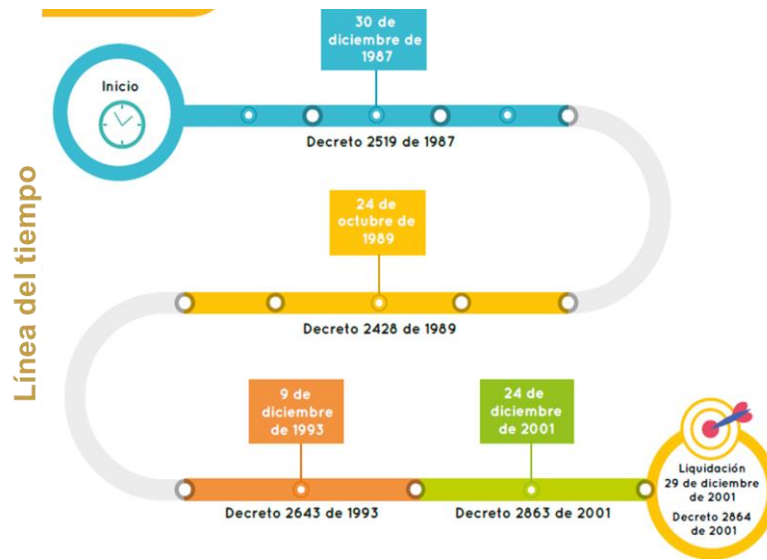 Línea del tiempo
Inicio
30 de
diciembre de
1987
Decreto 2519 de 1987
24 de
octubre de
1989
Decreto 2428 de 1989
9 de
diciembre
de 1993
Decreto 2643 de 1993
24 de
diciembre
de 2001
Decreto 2863 de 2001
Liquidación
29 de diciembre
de 2001
Decreto 2864
de 2001